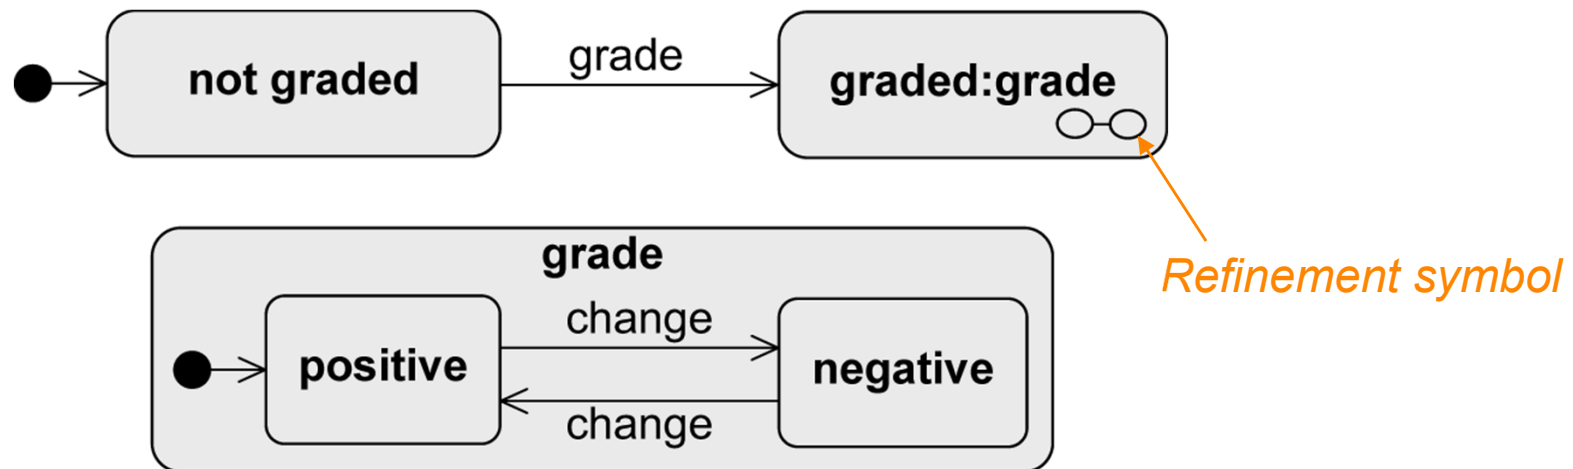 grade
not graded
graded:grade
Refinement symbol
grade
change
positive
negative
change